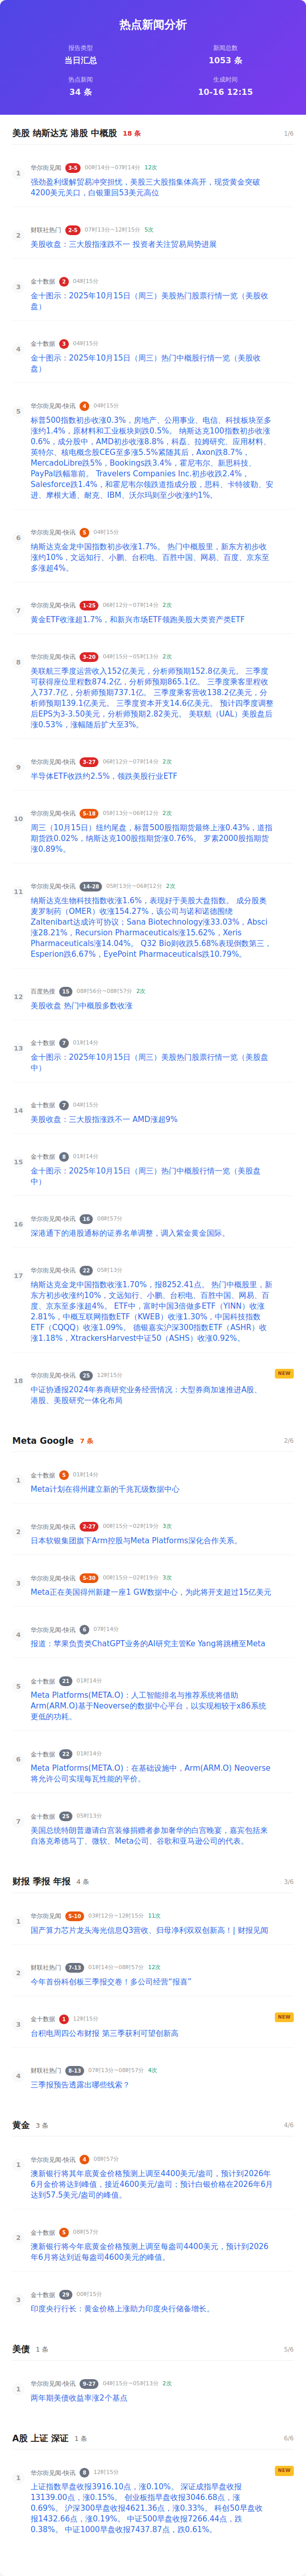 热点新闻分析
报告类型
当日汇总
新闻总数
1053 条
热点新闻
34 条
生成时间
10-16 12:15
美股 纳斯达克 港股 中概股 18 条 1/6
1
华尔街见闻 3-5 00时14分~07时14分 12次
强劲盈利缓解贸易冲突担忧，美股三大股指集体高开，现货黄金突破
4200美元关口，白银重回53美元高位
2
财联社热门 2-5 07时13分~12时15分 5次
美股收盘：三大股指涨跌不一 投资者关注贸易局势进展
3
金十数据 2 04时15分
金十图示：2025年10月15日（周三）美股热门股票行情一览（美股收
盘）
4
金十数据 3 04时15分
金十图示：2025年10月15日（周三）热门中概股行情一览（美股收
盘）
5
华尔街见闻·快讯 4 04时15分
标普500指数初步收涨0.3%，房地产、公用事业、电信、科技板块至多
涨约1.4%，原材料和工业板块则跌0.5%。 纳斯达克100指数初步收涨
0.6%，成分股中，AMD初步收涨8.8%，科磊、拉姆研究、应用材料、
英特尔、核电概念股CEG至多涨5.5%紧随其后，Axon跌8.7%，
MercadoLibre跌5%，Bookings跌3.4%，霍尼韦尔、新思科技、
PayPal跌幅靠前。 Travelers Companies Inc.初步收跌2.4%，
Salesforce跌1.4%，和霍尼韦尔领跌道指成分股，思科、卡特彼勒、安
进、摩根大通、耐克、IBM、沃尔玛则至少收涨约1%。
6
华尔街见闻·快讯 5 04时15分
纳斯达克金龙中国指数初步收涨1.7%。 热门中概股里，新东方初步收
涨约10%，文远知行、小鹏、台积电、百胜中国、网易、百度、京东至
多涨超4%。
7
华尔街见闻·快讯 1-25 06时12分~07时14分 2次
黄金ETF收涨超1.7%，和新兴市场ETF领跑美股大类资产类ETF
8
华尔街见闻·快讯 3-20 04时15分~05时13分 2次
美联航三季度运营收入152亿美元，分析师预期152.8亿美元。 三季度
可获得座位里程数874.2亿，分析师预期865.1亿。 三季度乘客里程收
入737.7亿，分析师预期737.1亿。 三季度乘客营收138.2亿美元，分
析师预期139.1亿美元。 三季度资本开支14.6亿美元。 预计四季度调整
后EPS为3-3.50美元，分析师预期2.82美元。 美联航（UAL）美股盘后
涨0.53%，涨幅随后扩大至3%。
9
华尔街见闻·快讯 3-27 06时12分~07时14分 2次
半导体ETF收跌约2.5%，领跌美股行业ETF
10
华尔街见闻·快讯 5-18 05时13分~06时12分 2次
周三（10月15日）纽约尾盘，标普500股指期货最终上涨0.43%，道指
期货跌0.02%，纳斯达克100股指期货涨0.76%。 罗素2000股指期货
涨0.89%。
11
华尔街见闻·快讯 14-28 05时13分~06时12分 2次
纳斯达克生物科技指数收涨1.6%，表现好于美股大盘指数。 成分股奥
麦罗制药（OMER）收涨154.27%，该公司与诺和诺德围绕
Zaltenibart达成许可协议；Sana Biotechnology涨33.03%，Absci
涨28.21%，Recursion Pharmaceuticals涨15.62%，Xeris
Pharmaceuticals涨14.04%。 Q32 Bio则收跌5.68%表现倒数第三，
Esperion跌6.67%，EyePoint Pharmaceuticals跌10.79%。
12
百度热搜 15 08时56分~08时57分 2次
美股收盘 热门中概股多数收涨
13
金十数据 7 01时14分
金十图示：2025年10月15日（周三）美股热门股票行情一览（美股盘
中）
14
金十数据 7 04时15分
美股收盘：三大股指涨跌不一 AMD涨超9%
15
金十数据 8 01时14分
金十图示：2025年10月15日（周三）热门中概股行情一览（美股盘
中）
16
华尔街见闻·快讯 16 08时57分
深港通下的港股通标的证券名单调整，调入紫金黄金国际。
17
华尔街见闻·快讯 22 05时13分
纳斯达克金龙中国指数收涨1.70%，报8252.41点。 热门中概股里，新
东方初步收涨约10%，文远知行、小鹏、台积电、百胜中国、网易、百
度、京东至多涨超4%。 ETF中，富时中国3倍做多ETF（YINN）收涨
2.81%，中概互联网指数ETF（KWEB）收涨1.30%，中国科技指数
ETF（CQQQ）收涨1.09%。 德银嘉实沪深300指数ETF（ASHR）收
涨1.18%，XtrackersHarvest中证50（ASHS）收涨0.92%。
18
华尔街见闻·快讯 25 12时15分 NEW
中证协通报2024年券商研究业务经营情况：大型券商加速推进A股、
港股、美股研究一体化布局
Meta Google 7 条 2/6
1
金十数据 5 01时14分
Meta计划在得州建立新的千兆瓦级数据中心
2
华尔街见闻·快讯 2-27 00时15分~02时19分 3次
日本软银集团旗下Arm控股与Meta Platforms深化合作关系。
3
华尔街见闻·快讯 5-30 00时15分~02时19分 3次
Meta正在美国得州新建一座1 GW数据中心，为此将开支超过15亿美元
4
华尔街见闻·快讯 6 07时14分
报道：苹果负责类ChatGPT业务的AI研究主管Ke Yang将跳槽至Meta
5
金十数据 21 01时14分
Meta Platforms(META.O)：人工智能排名与推荐系统将借助
Arm(ARM.O)基于Neoverse的数据中心平台，以实现相较于x86系统
更低的功耗。
6
金十数据 22 01时14分
Meta Platforms(META.O)：在基础设施中，Arm(ARM.O) Neoverse
将允许公司实现每瓦性能的平价。
7
金十数据 25 05时13分
美国总统特朗普邀请白宫装修捐赠者参加奢华的白宫晚宴，嘉宾包括来
自洛克希德马丁、微软、Meta公司、谷歌和亚马逊公司的代表。
财报 季报 年报 4 条 3/6
1
华尔街见闻 5-10 03时12分~12时15分 11次
国产算力芯片龙头海光信息Q3营收、归母净利双双创新高！| 财报见闻
2
财联社热门 7-13 01时14分~08时57分 12次
今年首份科创板三季报交卷！多公司经营“报喜”
3
金十数据 1 12时15分 NEW
台积电周四公布财报 第三季获利可望创新高
4
财联社热门 8-13 07时13分~08时57分 4次
三季报预告透露出哪些线索？
黄金 3 条 4/6
1
华尔街见闻·快讯 4 08时57分
澳新银行将其年底黄金价格预测上调至4400美元/盎司，预计到2026年
6月金价将达到峰值，接近4600美元/盎司；预计白银价格在2026年6月
达到57.5美元/盎司的峰值。
2
金十数据 5 08时57分
澳新银行将今年底黄金价格预测上调至每盎司4400美元，预计到2026
年6月将达到近每盎司4600美元的峰值。
3
金十数据 29 00时15分
印度央行行长：黄金价格上涨助力印度央行储备增长。
美债 1 条 5/6
1
华尔街见闻·快讯 9-27 04时15分~05时13分 2次
两年期美债收益率涨2个基点
A股 上证 深证 1 条 6/6
1
华尔街见闻·快讯 8 12时15分 NEW
上证指数早盘收报3916.10点，涨0.10%。 深证成指早盘收报
13139.00点，涨0.15%。 创业板指早盘收报3046.68点，涨
0.69%。 沪深300早盘收报4621.36点，涨0.33%。 科创50早盘收
报1432.66点，涨0.19%。 中证500早盘收报7266.44点，跌
0.38%。 中证1000早盘收报7437.87点，跌0.61%。